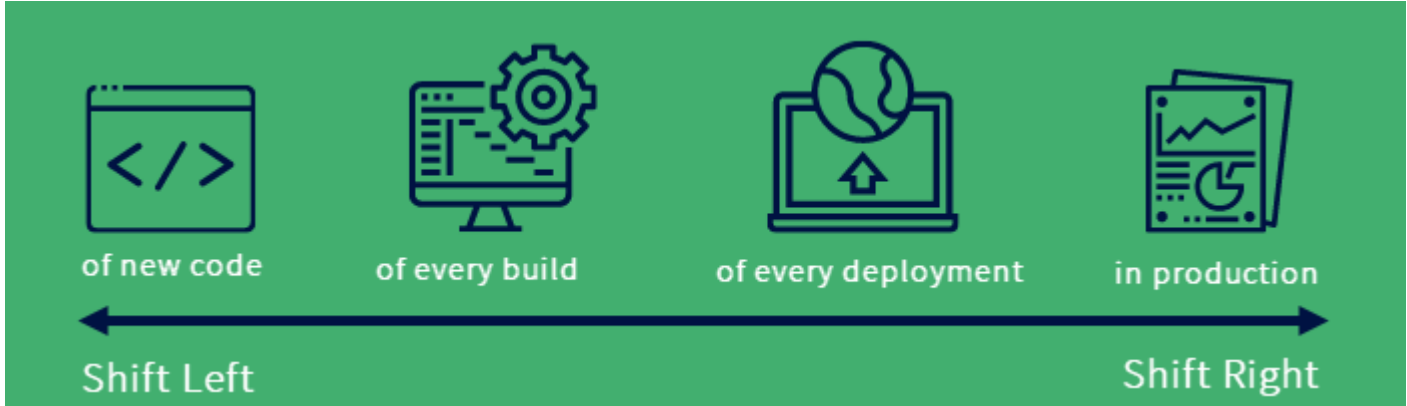 </>
of new code
of every build
of every deployment
in production
Shift Left
Shift Right